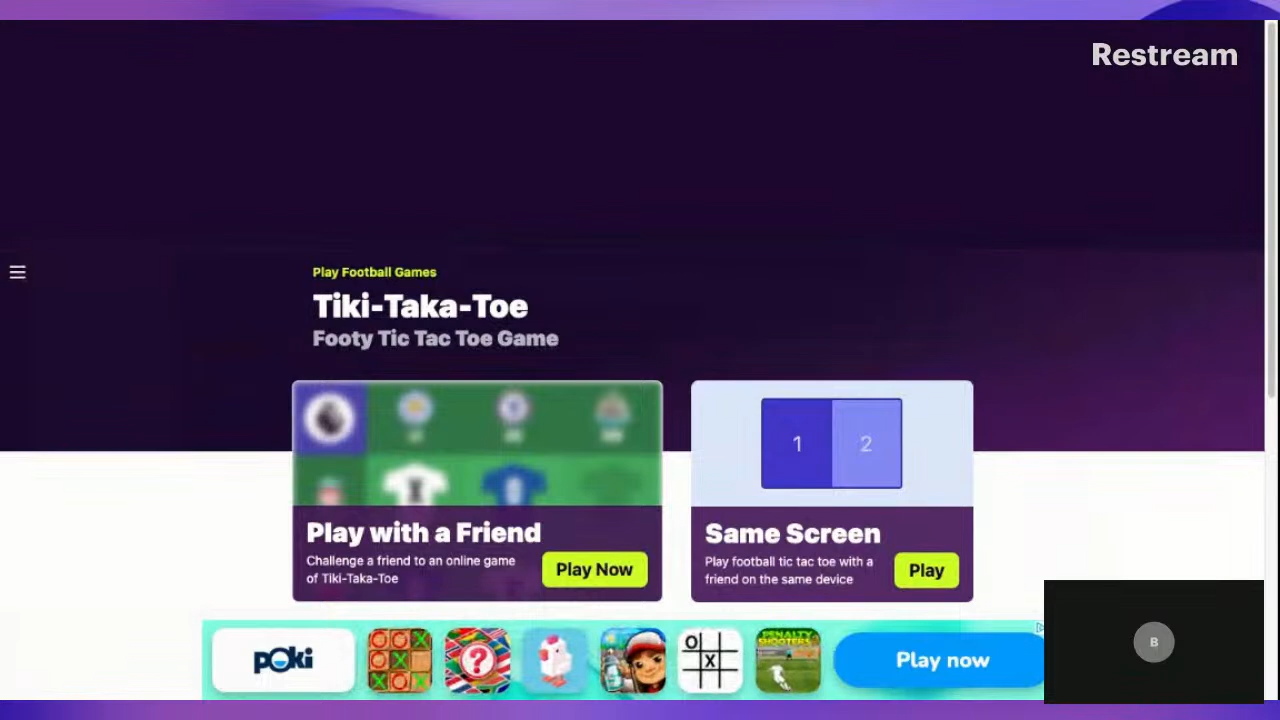 Restream
Play Football Games
Tiki-Taka-Toe
Footy Tic Tac Toe Game
1 2
Play with a Friend
Challenge a friend to an online game
of Tiki-Taka-Toe
Play Now
Same Screen
Play football tic tac toe with a
friend on the same device
Play
poki
?
O
X
PENALTY
SHOOTERS
Play now
B